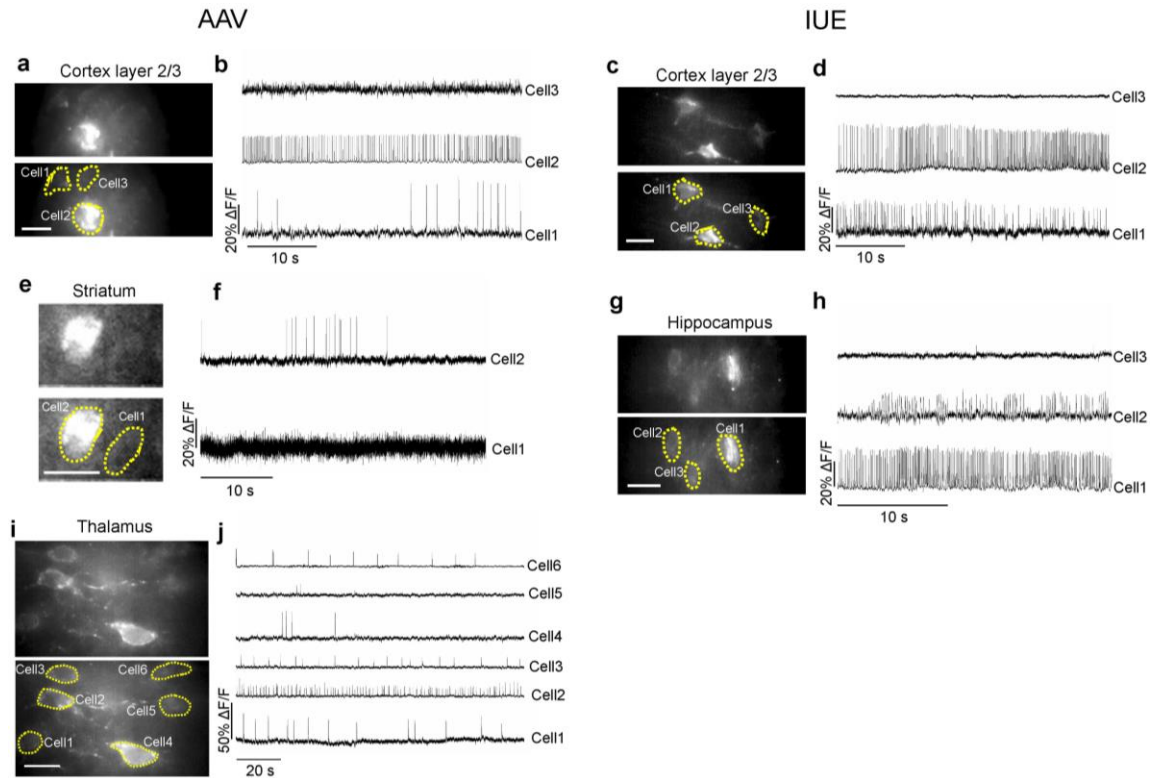 AAV
IUE
a
Cortex layer 2/3
Cell1
Cell3
Cell2
b
Cell3
Cell2
Cell1
20% ΔF/F
10 s
c
Cortex layer 2/3
Cell1
Cell3
Cell2
d
Cell3
Cell2
Cell1
20% ΔF/F
10 s
e
Striatum
Cell2
Cell1
f
Cell2
Cell1
20% ΔF/F
10 s
g
Hippocampus
Cell2
Cell1
Cell3
h
Cell3
Cell2
Cell1
20% ΔF/F
10 s
i
Thalamus
Cell3
Cell6
Cell2
Cell5
Cell1
Cell4
j
Cell6
Cell5
Cell4
Cell3
Cell2
Cell1
50% ΔF/F
20 s